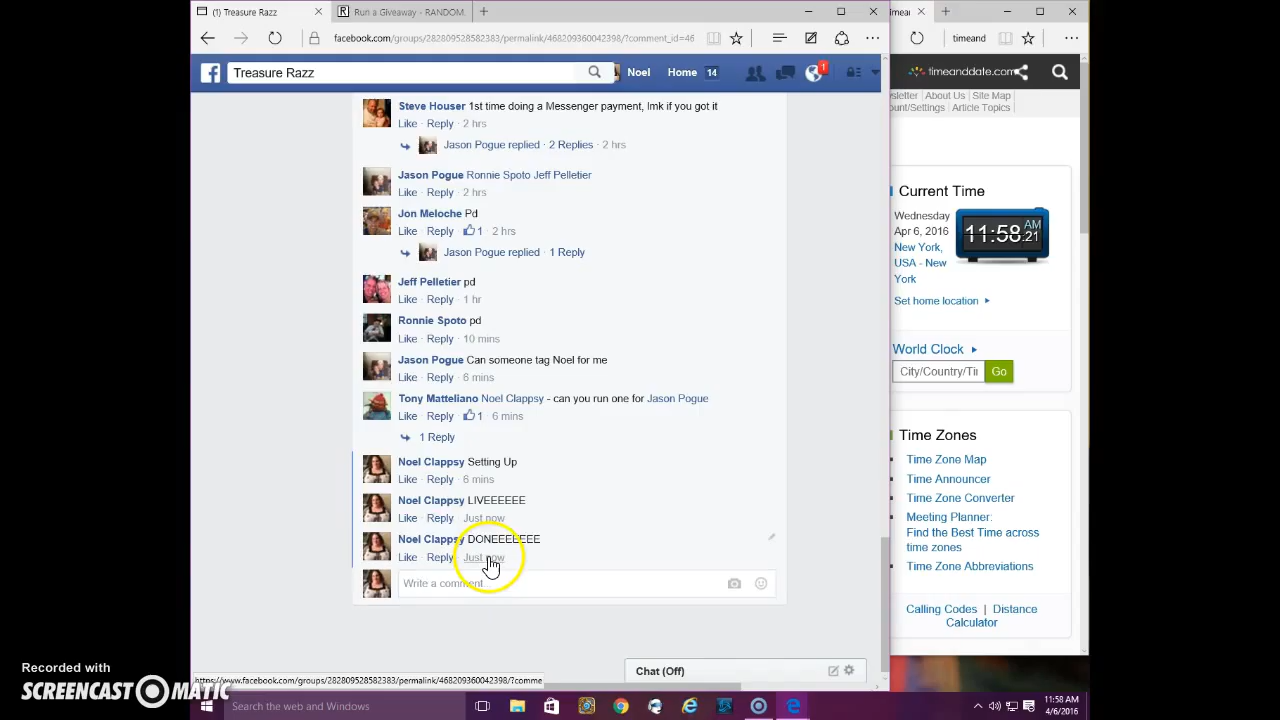 (1) Treasure Razz
Run a Giveaway - RANDOM.
timeand
facebook.com/groups/282809528582383/permalink/468209360042398/?comment_id=46
timeand
Treasure Razz
Noel
Home 14
1
timeanddate.com
About Us | Site Map
Article Topics
Steve Houser 1st time doing a Messenger payment, lmk if you got it
Like · Reply · 2 hrs
Jason Pogue replied · 2 Replies · 2 hrs
Jason Pogue Ronnie Spoto Jeff Pelletier
Like · Reply · 2 hrs
Jon Meloche Pd
Like · Reply · 1 · 2 hrs
Jason Pogue replied · 1 Reply
Jeff Pelletier pd
Like · Reply · 1 hr
Ronnie Spoto pd
Like · Reply · 10 mins
Jason Pogue Can someone tag Noel for me
Like · Reply · 6 mins
Tony Matteliano Noel Clappsy - can you run one for Jason Pogue
Like · Reply · 1 · 6 mins
1 Reply
Noel Clappsy Setting Up
Like · Reply · 6 mins
Noel Clappsy LIVEEEEEE
Like · Reply · Just now
Noel Clappsy DONEEEEEEE
Like · Reply · Just now
Write a comment...
Chat (Off)
https://www.facebook.com/groups/282809528582383/permalink/468209360042398/?comme
Current Time
Wednesday
Apr 6, 2016
New York,
USA - New
York
AM
11:58:21
Set home location
World Clock
City/Country/Ti
Go
Time Zones
Time Zone Map
Time Announcer
Time Zone Converter
Meeting Planner:
Find the Best Time across
time zones
Time Zone Abbreviations
Calling Codes | Distance
Calculator
Recorded with
SCREENCAST MATIC
Search the web and Windows
11:58 AM
4/6/2016